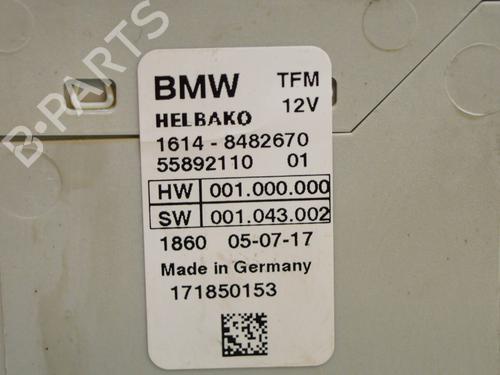 B-PARTS
BMW TFM
HELBAKO 12V
1614 - 8482670
55892110 01
HW 001.000.000
SW 001.043.002
1860 05-07-17
Made in Germany
171850153